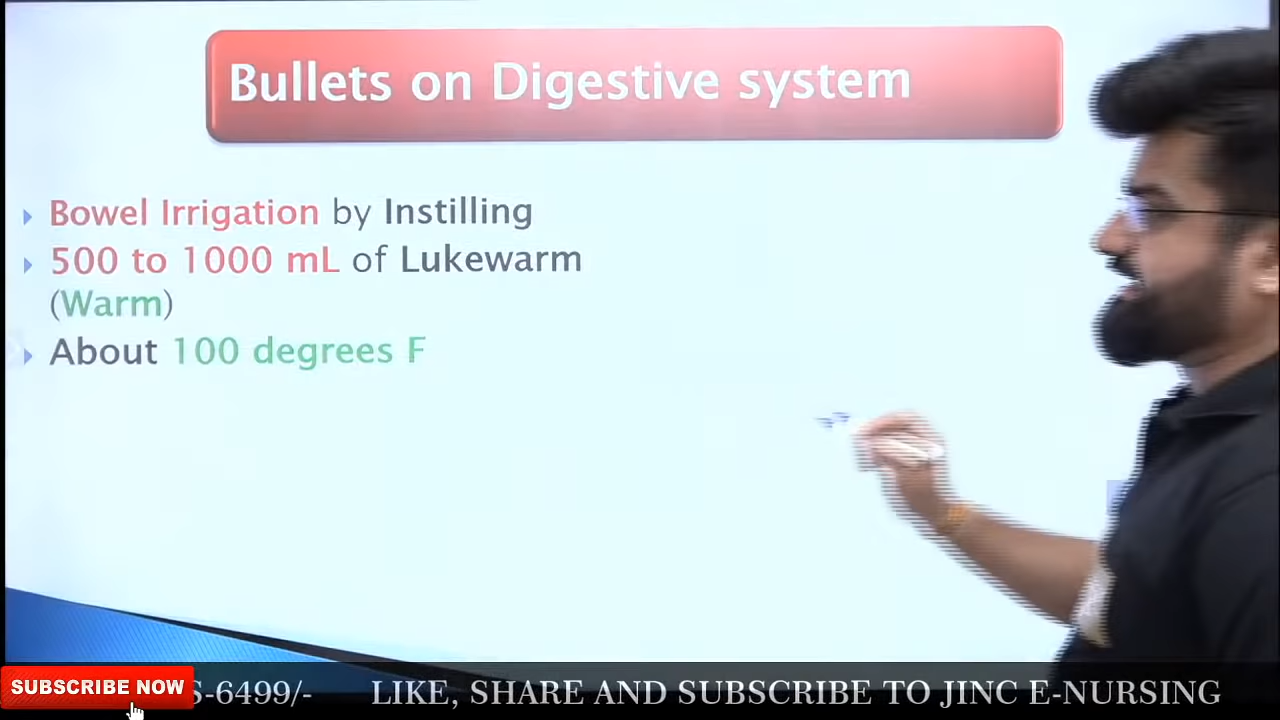 Bullets on Digestive system
Bowel Irrigation by Instilling
500 to 1000 mL of Lukewarm
(Warm)
About 100 degrees F
SUBSCRIBE NOW
S-6499/- LIKE, SHARE AND SUBSCRIBE TO JINC E-NURSING